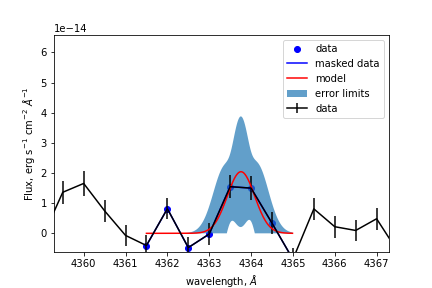 1e−14
data
masked data
model
error limits
data
Flux, erg s⁻¹ cm⁻² Å⁻¹
6
5
4
3
2
1
0
4360 4361 4362 4363 4364 4365 4366 4367
wavelength, Å